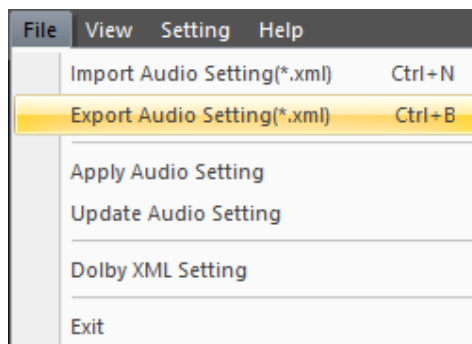 File View Setting Help
Import Audio Setting(*.xml) Ctrl+N
Export Audio Setting(*.xml) Ctrl+B
Apply Audio Setting
Update Audio Setting
Dolby XML Setting
Exit